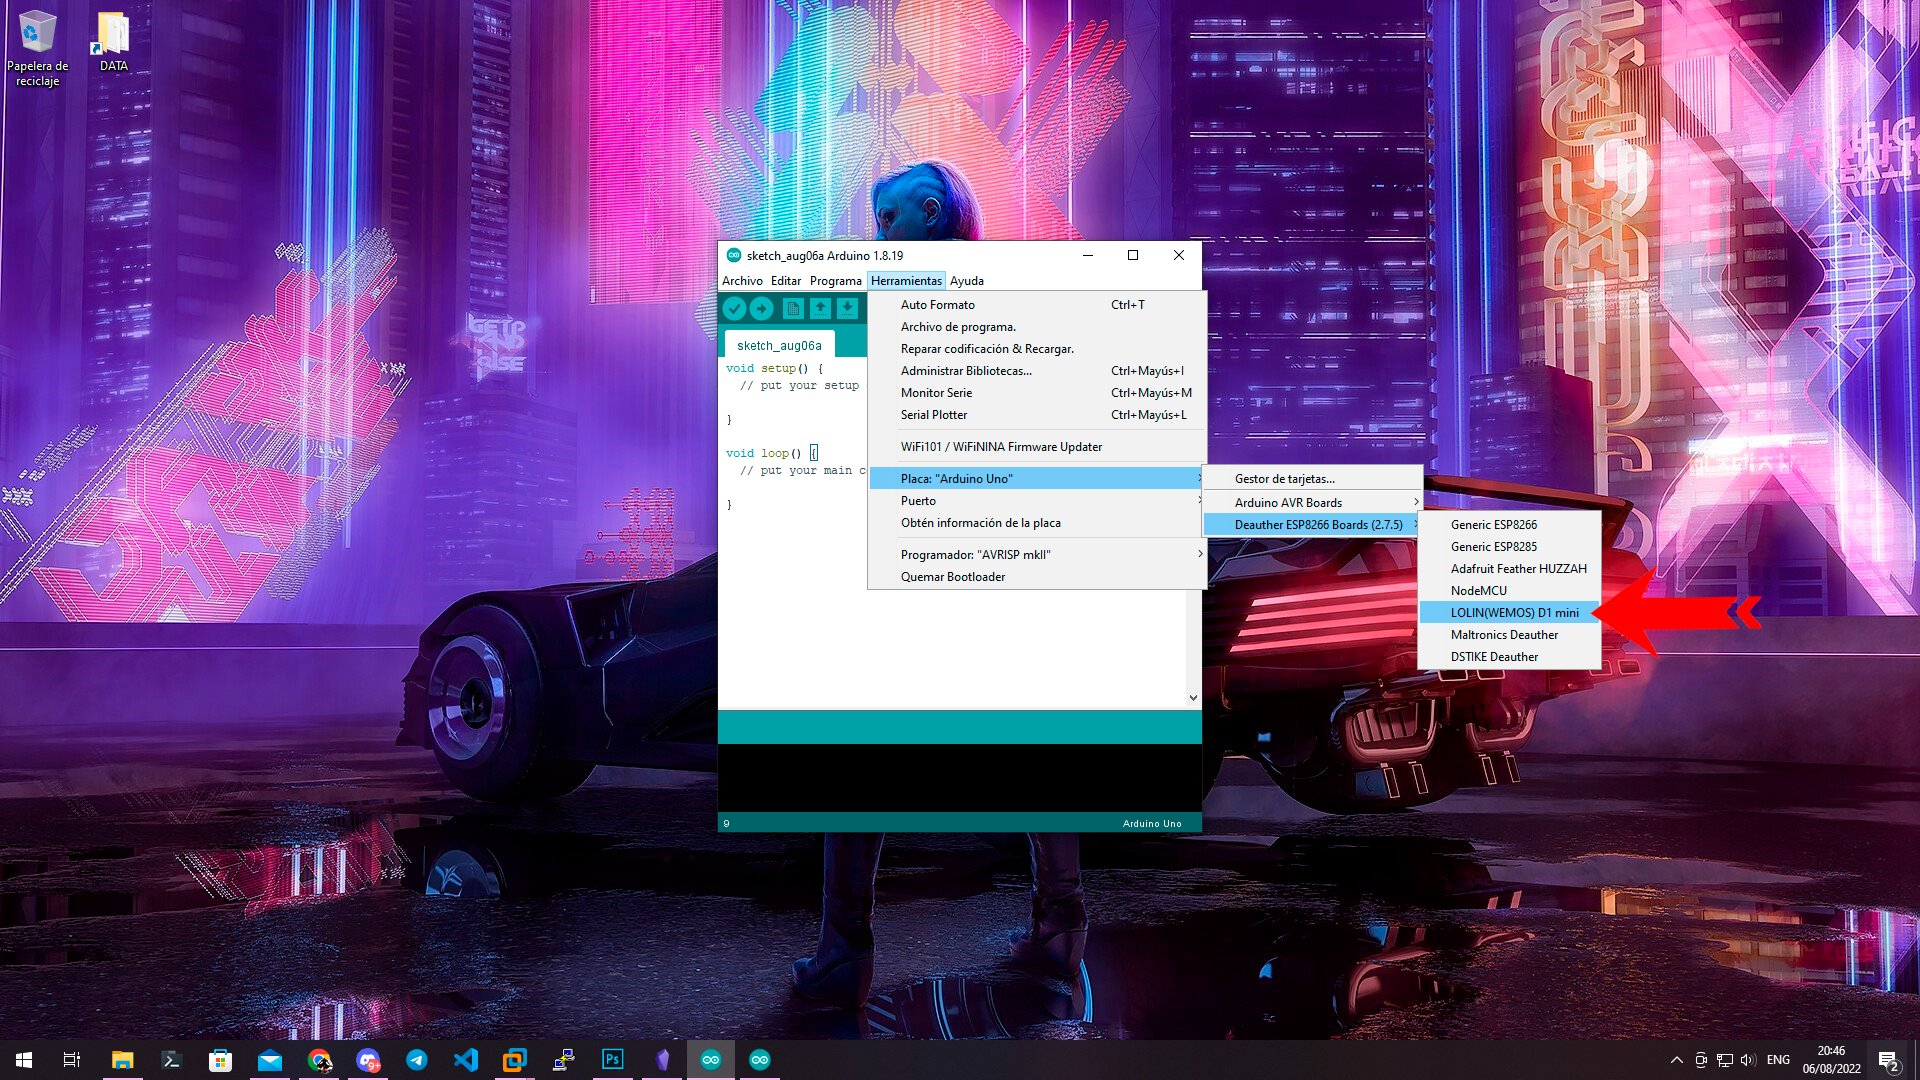 Papelera de
reciclaje
DATA
sketch_aug06a Arduino 1.8.19
Archivo Editar Programa Herramientas Ayuda
sketch_aug06a
void setup() {
// put your setup
}
void loop() {
// put your main c
}
Auto Formato Ctrl+T
Archivo de programa.
Reparar codificación & Recargar.
Administrar Bibliotecas... Ctrl+Mayús+I
Monitor Serie Ctrl+Mayús+M
Serial Plotter Ctrl+Mayús+L
WiFi101 / WiFiNINA Firmware Updater
Placa: "Arduino Uno"
Puerto
Obtén información de la placa
Programador: "AVRISP mkII"
Quemar Bootloader
Gestor de tarjetas...
Arduino AVR Boards
Deauther ESP8266 Boards (2.7.5)
Generic ESP8266
Generic ESP8285
Adafruit Feather HUZZAH
NodeMCU
LOLIN(WEMOS) D1 mini
Maltronics Deauther
DSTIKE Deauther
9
Arduino Uno
9+
Ps
ENG
20:46
06/08/2022
2